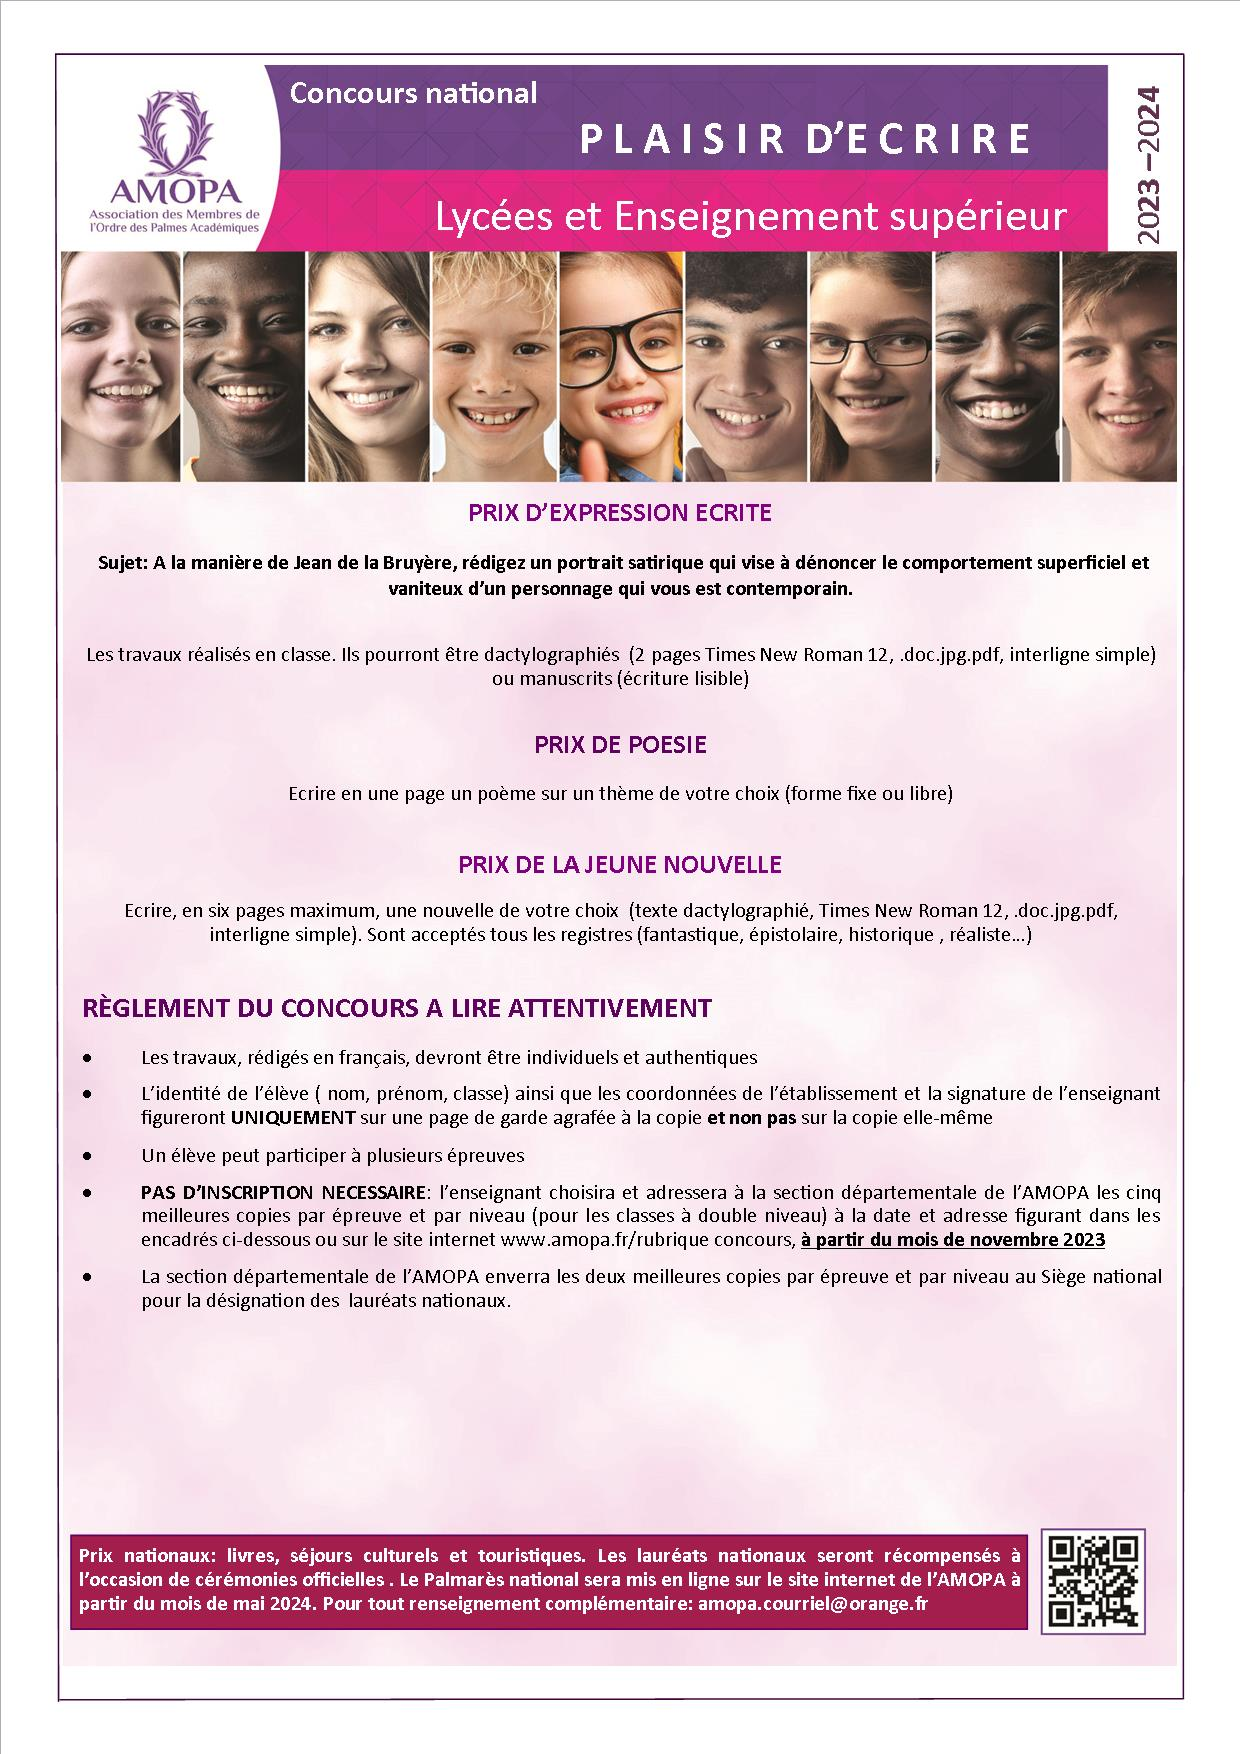 Concours national
PLAISIR D'ECRIRE
Lycées et Enseignement supérieur
2023 – 2024
AMOPA
Association des Membres de
l'Ordre des Palmes Académiques
PRIX D'EXPRESSION ECRITE
Sujet: A la manière de Jean de la Bruyère, rédigez un portrait satirique qui vise à dénoncer le comportement superficiel et
vaniteux d'un personnage qui vous est contemporain.
Les travaux réalisés en classe. Ils pourront être dactylographiés (2 pages Times New Roman 12, .doc.jpg.pdf, interligne simple)
ou manuscrits (écriture lisible)
PRIX DE POESIE
Ecrire en une page un poème sur un thème de votre choix (forme fixe ou libre)
PRIX DE LA JEUNE NOUVELLE
Ecrire, en six pages maximum, une nouvelle de votre choix (texte dactylographié, Times New Roman 12, .doc.jpg.pdf,
interligne simple). Sont acceptés tous les registres (fantastique, épistolaire, historique , réaliste...)
RÈGLEMENT DU CONCOURS A LIRE ATTENTIVEMENT
• Les travaux, rédigés en français, devront être individuels et authentiques
• L'identité de l'élève ( nom, prénom, classe) ainsi que les coordonnées de l'établissement et la signature de l'enseignant
figureront UNIQUEMENT sur une page de garde agrafée à la copie et non pas sur la copie elle-même
• Un élève peut participer à plusieurs épreuves
• PAS D'INSCRIPTION NECESSAIRE: l'enseignant choisira et adressera à la section départementale de l'AMOPA les cinq
meilleures copies par épreuve et par niveau (pour les classes à double niveau) à la date et adresse figurant dans les
encadrés ci-dessous ou sur le site internet www.amopa.fr/rubrique concours, à partir du mois de novembre 2023
• La section départementale de l'AMOPA enverra les deux meilleures copies par épreuve et par niveau au Siège national
pour la désignation des lauréats nationaux.
Prix nationaux: livres, séjours culturels et touristiques. Les lauréats nationaux seront récompensés à
l'occasion de cérémonies officielles . Le Palmarès national sera mis en ligne sur le site internet de l'AMOPA à
partir du mois de mai 2024. Pour tout renseignement complémentaire: amopa.courriel@orange.fr